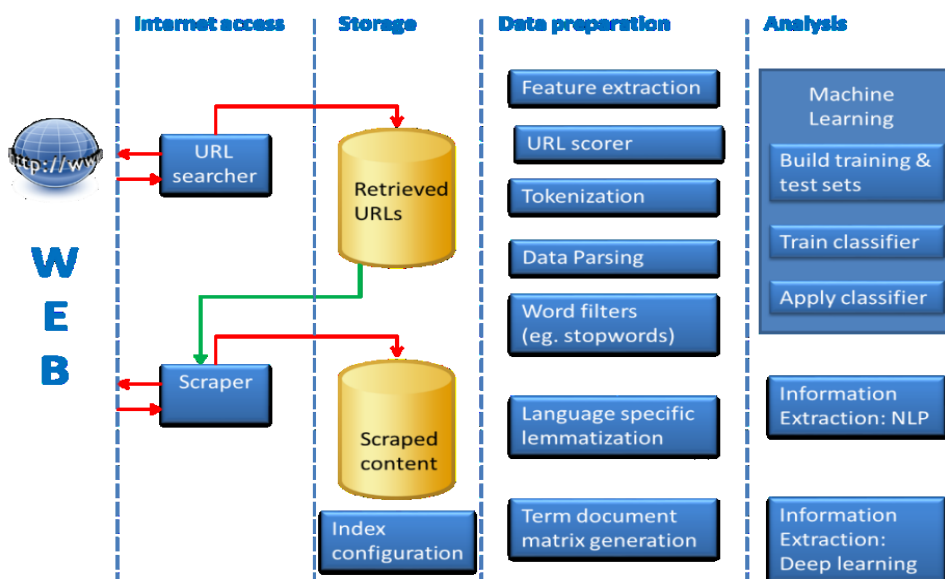 Internet access
Storage
Data preparation
Analysis
http://ww
W
E
B
URL
searcher
Scraper
Retrieved
URLs
Scraped
content
Index
configuration
Feature extraction
URL scorer
Tokenization
Data Parsing
Word filters
(eg. stopwords)
Language specific
lemmatization
Term document
matrix generation
Machine
Learning
Build training &
test sets
Train classifier
Apply classifier
Information
Extraction: NLP
Information
Extraction:
Deep learning